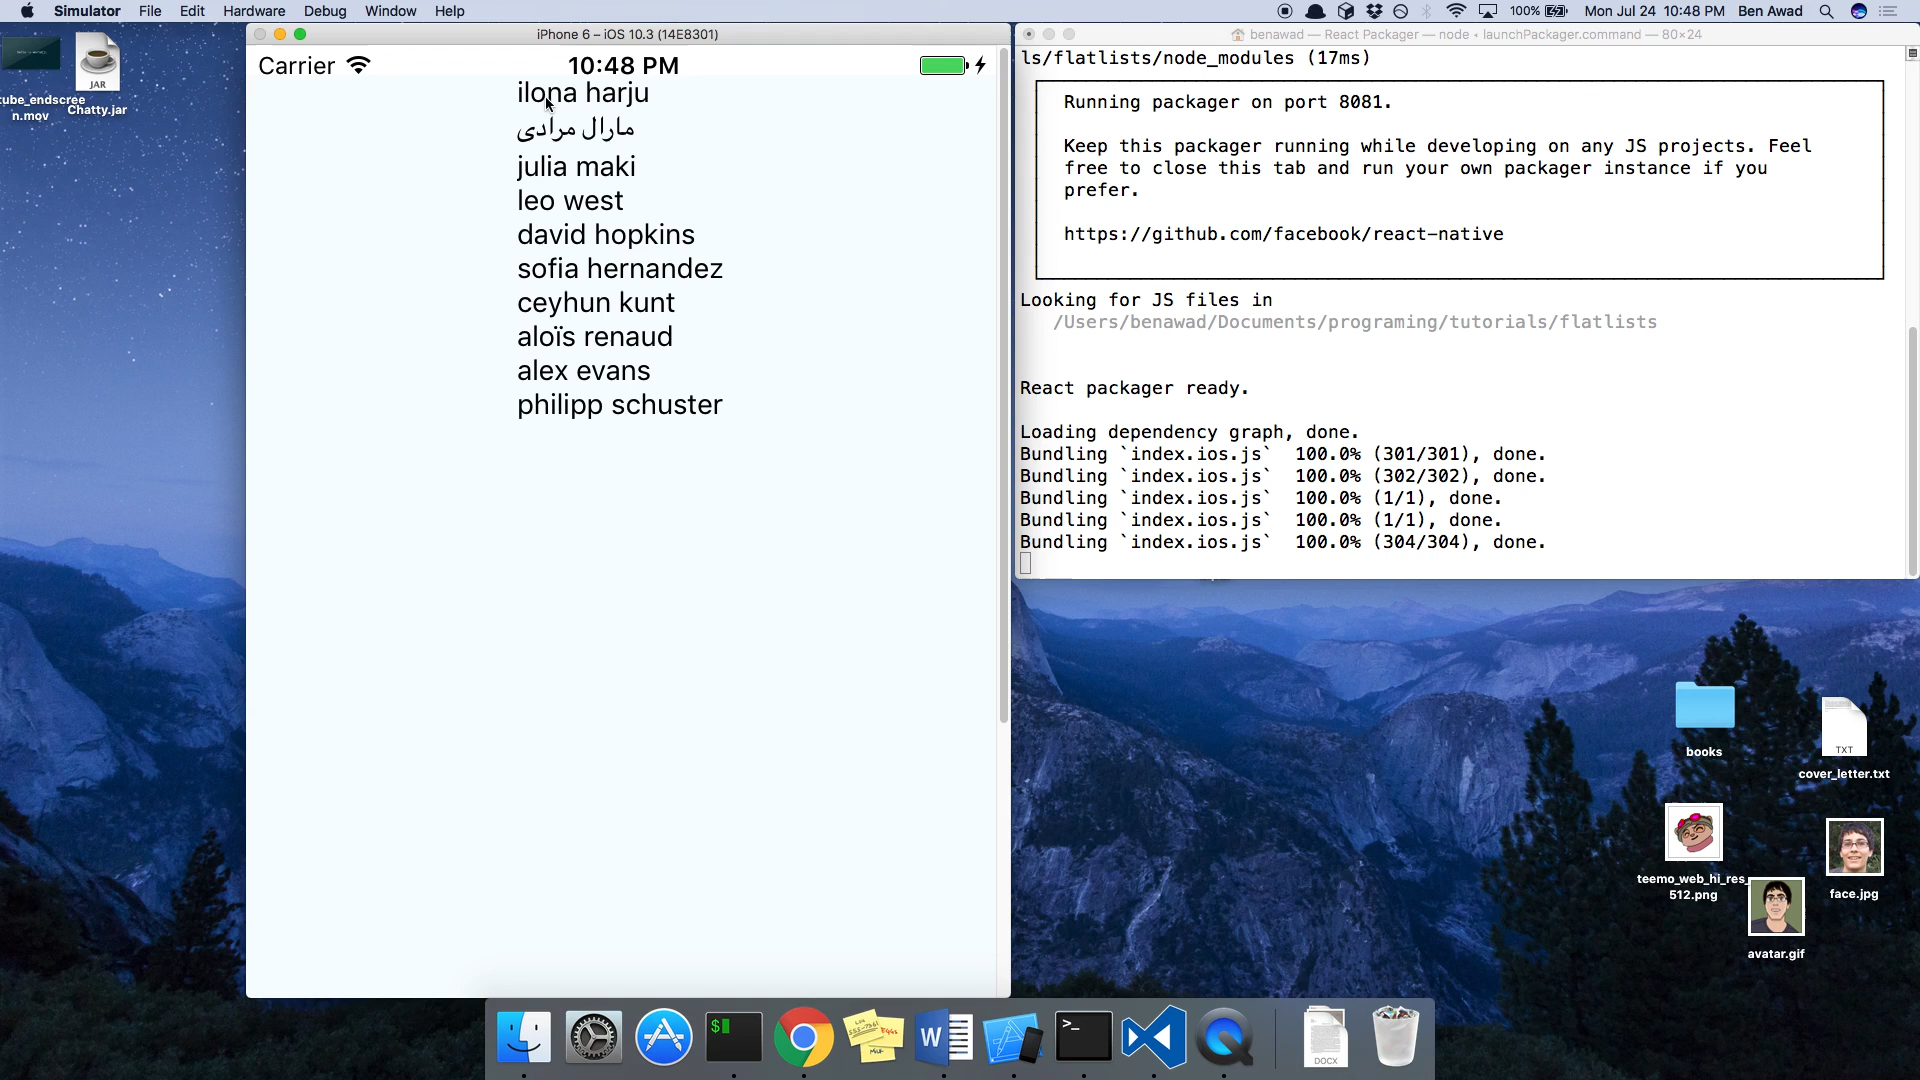 Simulator File Edit Hardware Debug Window Help
100% Mon Jul 24 10:48 PM Ben Awad
tube_endscree
n.mov
JAR
Chatty.jar
iPhone 6 – iOS 10.3 (14E8301)
Carrier 10:48 PM
ilona harju
مارال مرادی
julia maki
leo west
david hopkins
sofia hernandez
ceyhun kunt
aloïs renaud
alex evans
philipp schuster
benawad — React Packager — node ◂ launchPackager.command — 80×24
ls/flatlists/node_modules (17ms)
Running packager on port 8081.
Keep this packager running while developing on any JS projects. Feel
free to close this tab and run your own packager instance if you
prefer.
https://github.com/facebook/react-native
Looking for JS files in
/Users/benawad/Documents/programing/tutorials/flatlists
React packager ready.
Loading dependency graph, done.
Bundling `index.ios.js` 100.0% (301/301), done.
Bundling `index.ios.js` 100.0% (302/302), done.
Bundling `index.ios.js` 100.0% (1/1), done.
Bundling `index.ios.js` 100.0% (1/1), done.
Bundling `index.ios.js` 100.0% (304/304), done.
books
TXT
cover_letter.txt
teemo_web_hi_res_
512.png
face.jpg
avatar.gif
DOCX